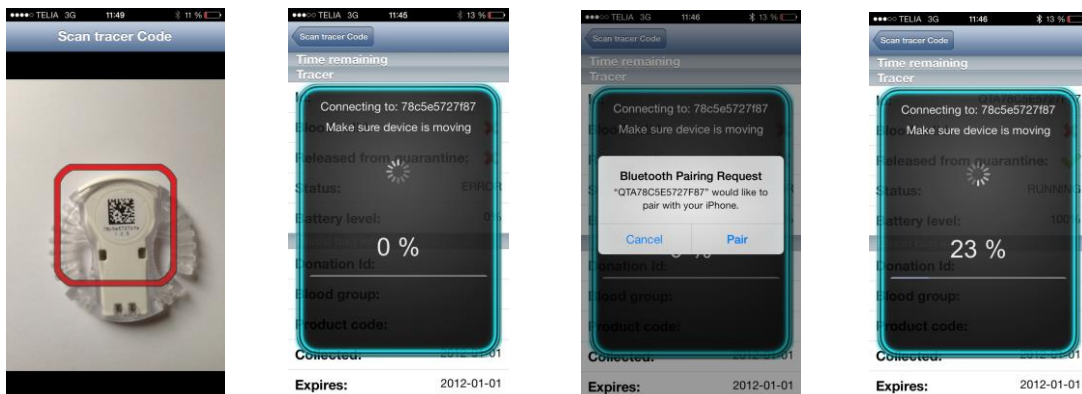 TELIA 3G 11:49 11 %
Scan tracer Code
TELIA 3G 11:45 13 %
Scan tracer Code
Time remaining
Tracer
Connecting to: 78c5e5727f87
Make sure device is moving
Released from quarantine:
Status: ERROR
Battery level: 0%
0 %
Donation Id:
Blood group:
Product code:
Collected: 2012-01-01
Expires: 2012-01-01
TELIA 3G 11:46 13 %
Scan tracer Code
Time remaining
Tracer
Connecting to: 78c5e5727f87
Make sure device is moving
Bluetooth Pairing Request
“QTA78C5E5727F87” would like to
pair with your iPhone.
Cancel Pair
Donation Id:
Blood group:
Product code:
Collected: 2012-01-01
Expires: 2012-01-01
TELIA 3G 11:46 13 %
Scan tracer Code
Time remaining
Tracer
Connecting to: 78c5e5727f87
Make sure device is moving
Released from quarantine:
Status: RUNNING
Battery level: 100%
23 %
Donation Id:
Blood group:
Product code:
Collected: 2012-01-01
Expires: 2012-01-01